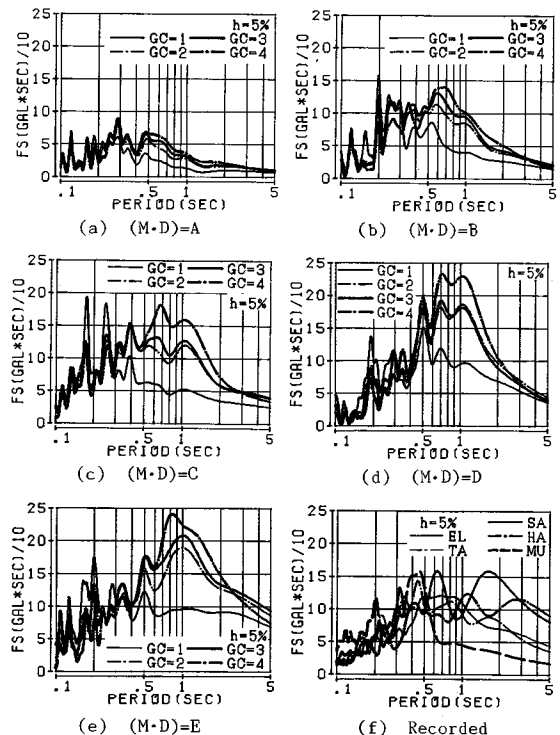 25
20
15
10
5
0
FS(GAL*SEC)/10
h=5%
GC=1 GC=3
GC=2 GC=4
.1 .5 1 5
PERIOD(SEC)
(a) (M·D)=A
25
20
15
10
5
0
FS(GAL*SEC)/10
h=5%
GC=1 GC=3
GC=2 GC=4
.1 .5 1 5
PERIOD(SEC)
(b) (M·D)=B
25
20
15
10
5
0
FS(GAL*SEC)/10
GC=1 GC=3
GC=2 GC=4
h=5%
.1 .5 1 5
PERIOD(SEC)
(c) (M·D)=C
25
20
15
10
5
0
FS(GAL*SEC)/10
GC=1
GC=2
GC=3
GC=4
h=5%
.1 .5 1 5
PERIOD(SEC)
(d) (M·D)=D
25
20
15
10
5
0
FS(GAL*SEC)/10
h=5%
GC=1 GC=3
GC=2 GC=4
.1 .5 1 5
PERIOD(SEC)
(e) (M·D)=E
25
20
15
10
5
0
FS(GAL*SEC)/10
h=5%
EL
TA
SA
HA
MU
.1 .5 1 5
PERIOD(SEC)
(f) Recorded